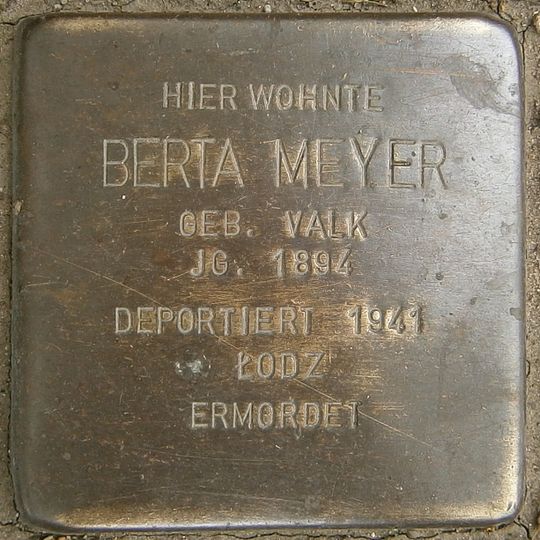 HIER WOHNTE
BERTA MEYER
GEB. VALK
JG. 1894
DEPORTIERT 1941
ŁODZ
ERMORDET